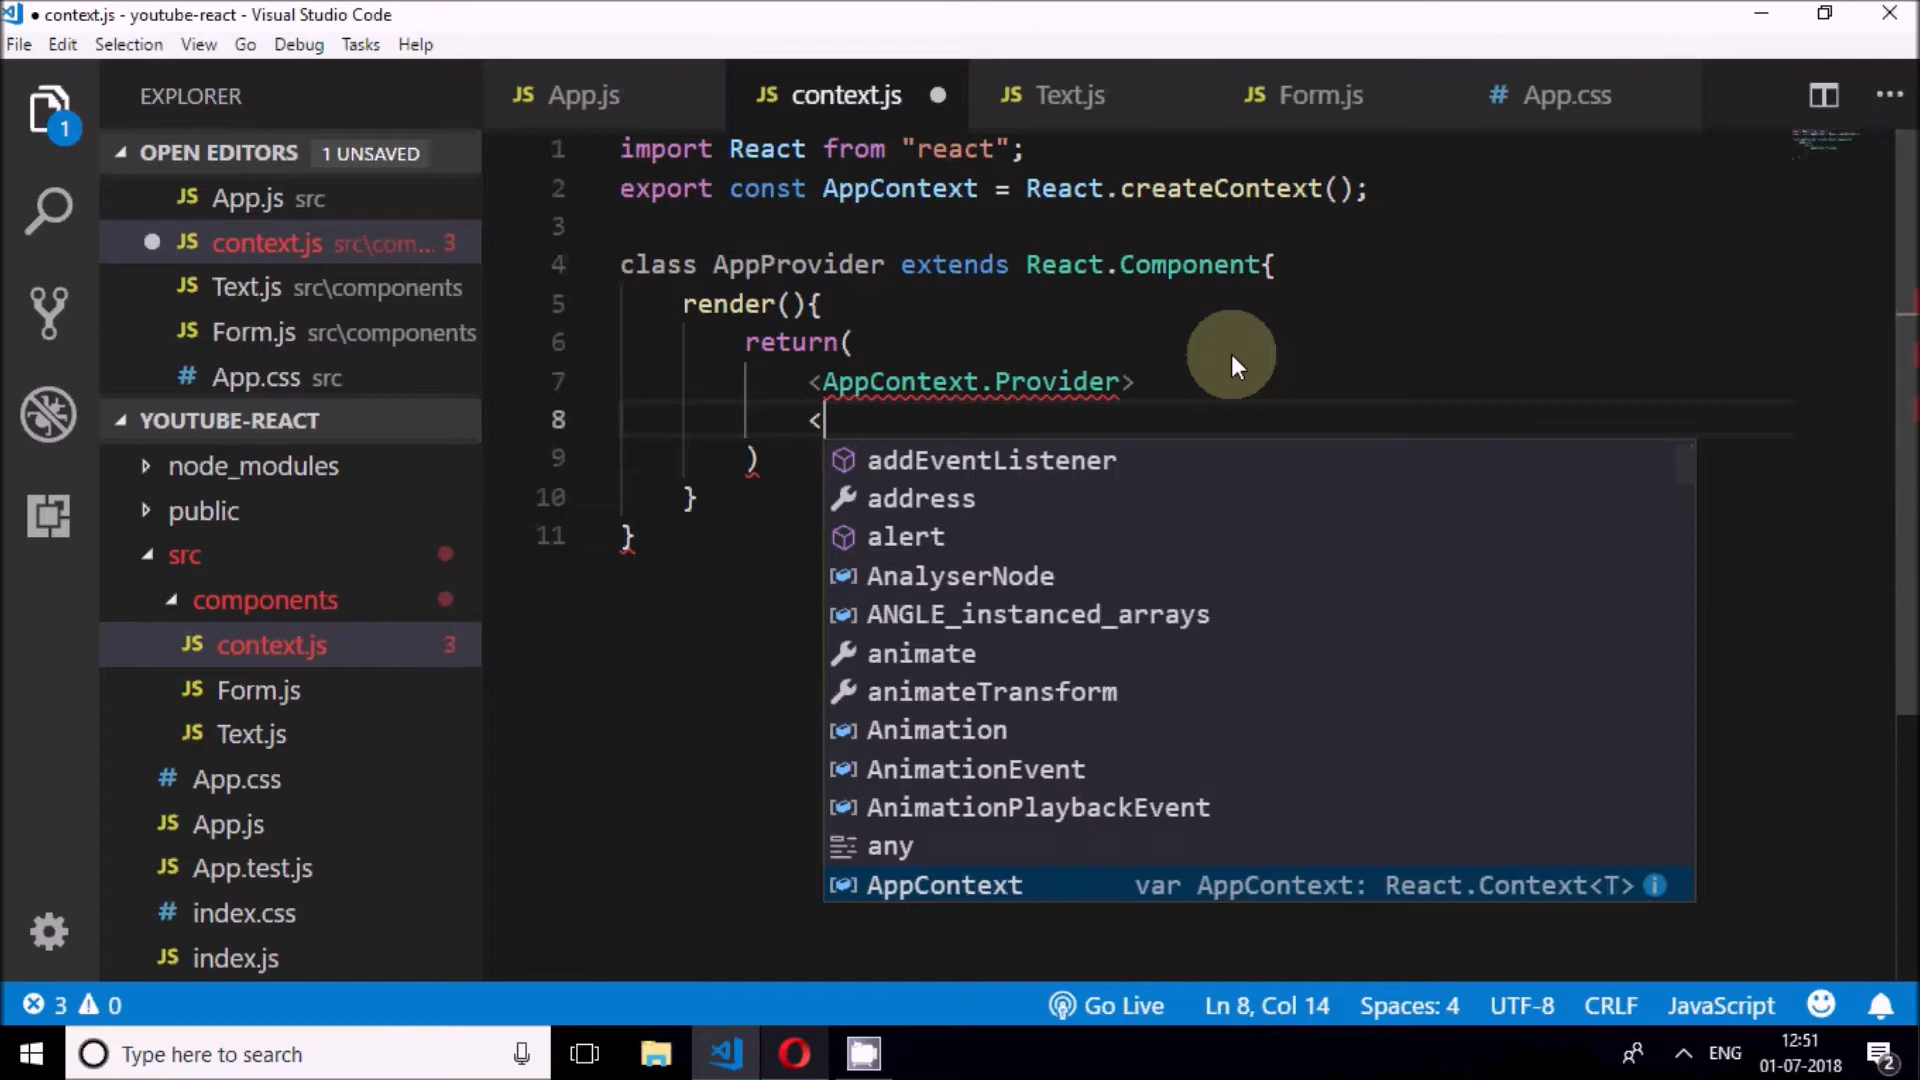 context.js - youtube-react - Visual Studio Code
File Edit Selection View Go Debug Tasks Help
EXPLORER
JS App.js
JS context.js
JS Text.js
JS Form.js
# App.css
1
OPEN EDITORS 1 UNSAVED
JS App.js src
JS context.js src\com... 3
JS Text.js src\components
JS Form.js src\components
# App.css src
YOUTUBE-REACT
node_modules
public
src
components
JS context.js 3
JS Form.js
JS Text.js
# App.css
JS App.js
JS App.test.js
# index.css
JS index.js
1 import React from "react";
2 export const AppContext = React.createContext();
3
4 class AppProvider extends React.Component{
5 render(){
6 return(
7 <AppContext.Provider>
8 <
9 )
10 }
11 }
addEventListener
address
alert
AnalyserNode
ANGLE_instanced_arrays
animate
animateTransform
Animation
AnimationEvent
AnimationPlaybackEvent
any
AppContext var AppContext: React.Context<T>
3 0 Go Live Ln 8, Col 14 Spaces: 4 UTF-8 CRLF JavaScript
Type here to search
ENG
12:51
01-07-2018
2